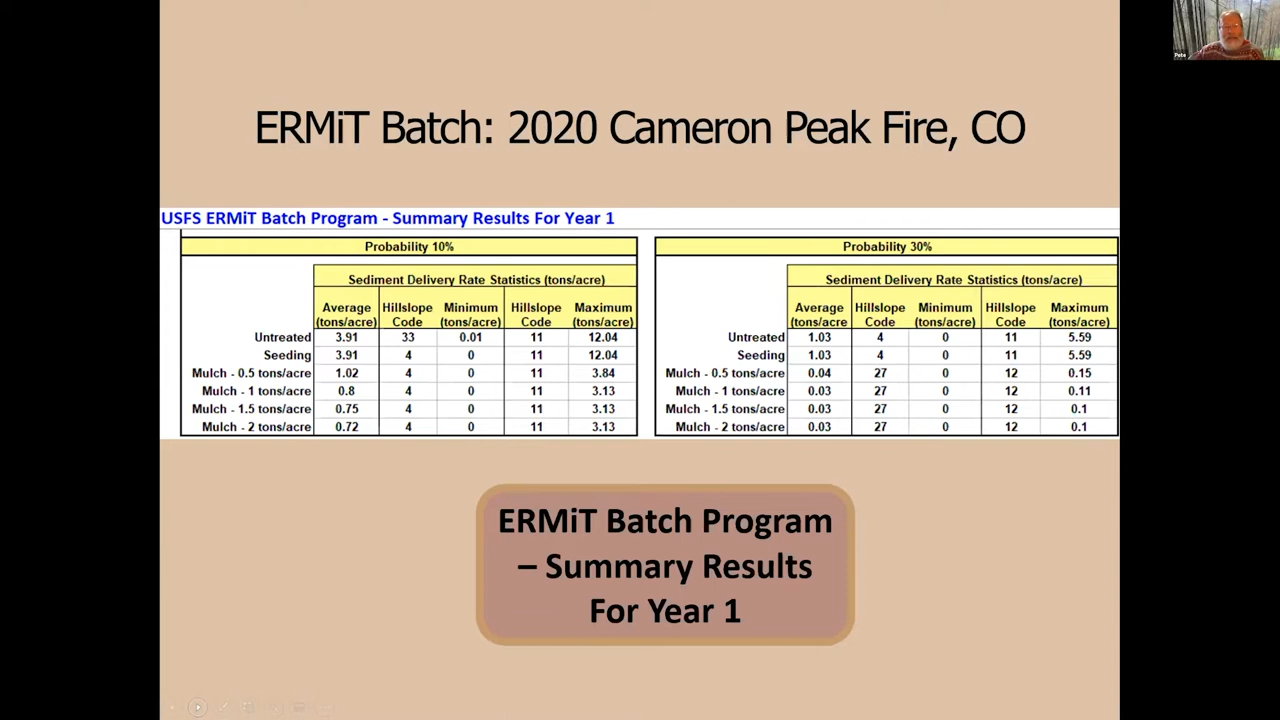 Pete
ERMiT Batch: 2020 Cameron Peak Fire, CO
USFS ERMiT Batch Program - Summary Results For Year 1
Probability 10%
Sediment Delivery Rate Statistics (tons/acre)
Average (tons/acre) Hillslope Code Minimum (tons/acre) Hillslope Code Maximum (tons/acre)
Untreated 3.91 33 0.01 11 12.04
Seeding 3.91 4 0 11 12.04
Mulch - 0.5 tons/acre 1.02 4 0 11 3.84
Mulch - 1 tons/acre 0.8 4 0 11 3.13
Mulch - 1.5 tons/acre 0.75 4 0 11 3.13
Mulch - 2 tons/acre 0.72 4 0 11 3.13
Probability 30%
Sediment Delivery Rate Statistics (tons/acre)
Average (tons/acre Hillslope Code Minimum (tons/acre) Hillslope Code Maximum (tons/acre)
Untreated 1.03 4 0 11 5.59
Seeding 1.03 4 0 11 5.59
Mulch - 0.5 tons/acre 0.04 27 0 12 0.15
Mulch - 1 tons/acre 0.03 27 0 12 0.11
Mulch - 1.5 tons/acre 0.03 27 0 12 0.1
Mulch - 2 tons/acre 0.03 27 0 12 0.1
ERMiT Batch Program
– Summary Results
For Year 1